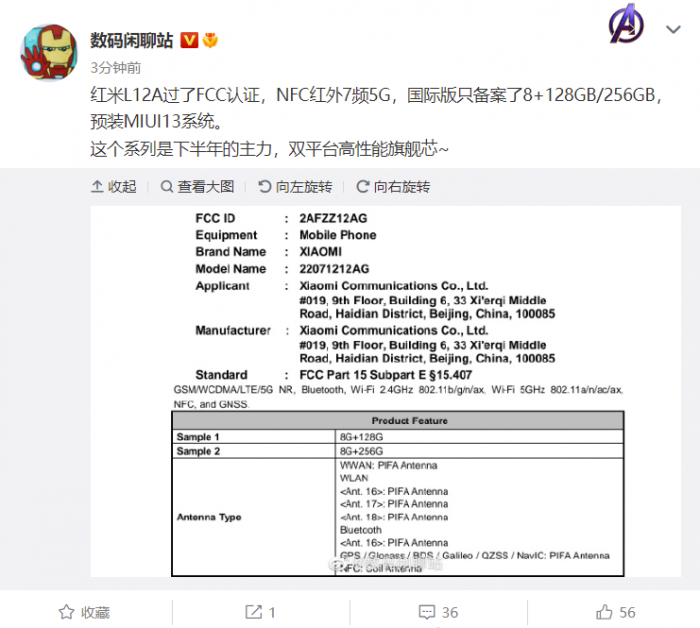 数码闲聊站
3分钟前
红米L12A过了FCC认证，NFC红外7频5G，国际版只备案了8+128GB/256GB，
预装MIUI13系统。
这个系列是下半年的主力，双平台高性能旗舰芯~
收起 查看大图 向左旋转 向右旋转
FCC ID : 2AFZZ12AG
Equipment : Mobile Phone
Brand Name : XIAOMI
Model Name : 22071212AG
Applicant : Xiaomi Communications Co., Ltd.
#019, 9th Floor, Building 6, 33 Xi'erqi Middle
Road, Haidian District, Beijing, China, 100085
Manufacturer : Xiaomi Communications Co., Ltd.
#019, 9th Floor, Building 6, 33 Xi'erqi Middle
Road, Haidian District, Beijing, China, 100085
Standard : FCC Part 15 Subpart E §15.407
GSM/WCDMA/LTE/5G NR, Bluetooth, Wi-Fi 2.4GHz 802.11b/g/n/ax, Wi-Fi 5GHz 802.11a/n/ac/ax,
NFC, and GNSS.
Product Feature
Sample 1 8G+128G
Sample 2 8G+256G
Antenna Type
WWAN: PIFA Antenna
WLAN
<Ant. 16>: PIFA Antenna
<Ant. 17>: PIFA Antenna
<Ant. 18>: PIFA Antenna
Bluetooth
<Ant. 16>: PIFA Antenna
GPS / Glonass / BDS / Galileo / QZSS / NavIC: PIFA Antenna
NFC: Coil Antenna
收藏 1 36 56